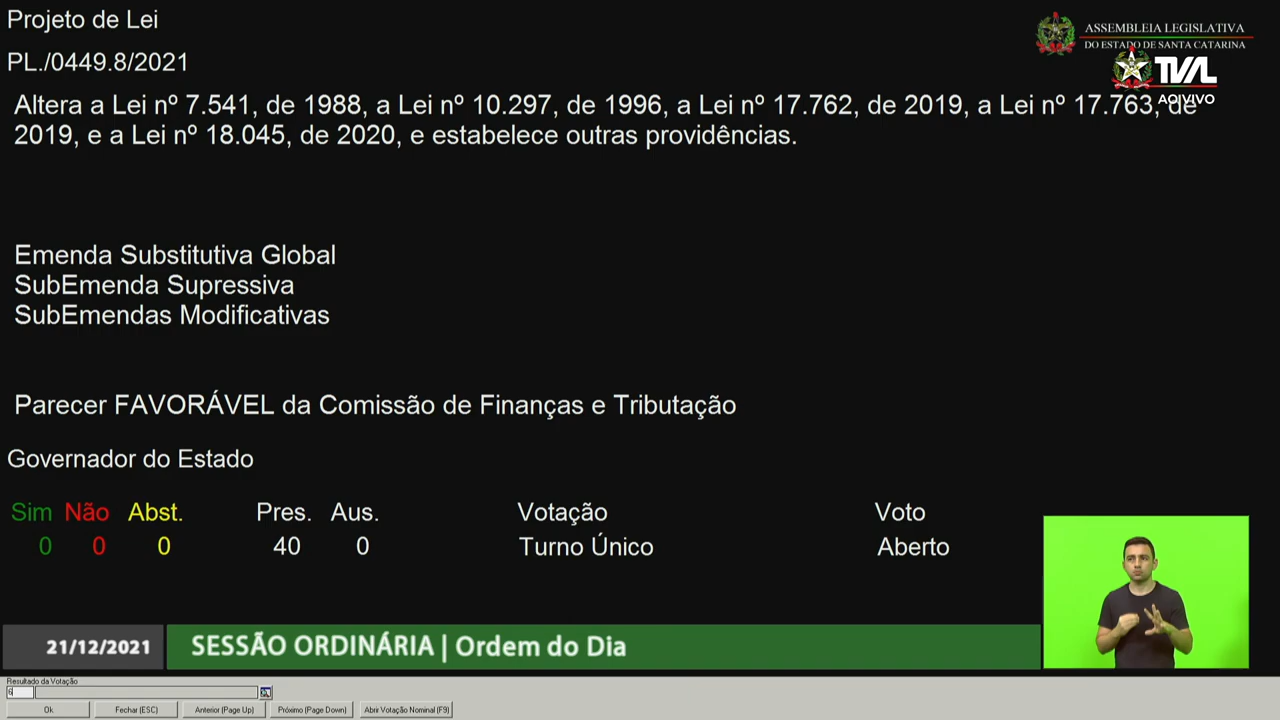 Projeto de Lei
PL./0449.8/2021
ASSEMBLEIA LEGISLATIVA
DO ESTADO DE SANTA CATARINA
TVAL
AO VIVO
Altera a Lei nº 7.541, de 1988, a Lei nº 10.297, de 1996, a Lei nº 17.762, de 2019, a Lei nº 17.763, de
2019, e a Lei nº 18.045, de 2020, e estabelece outras providências.
Emenda Substitutiva Global
SubEmenda Supressiva
SubEmendas Modificativas
Parecer FAVORÁVEL da Comissão de Finanças e Tributação
Governador do Estado
Sim Não Abst. Pres. Aus. Votação Voto
0 0 0 40 0 Turno Único Aberto
21/12/2021 SESSÃO ORDINÁRIA | Ordem do Dia
Resultado da Votação
6
Ok Fechar (ESC) Anterior (Page Up) Próximo (Page Down) Abrir Votação Nominal (F9)